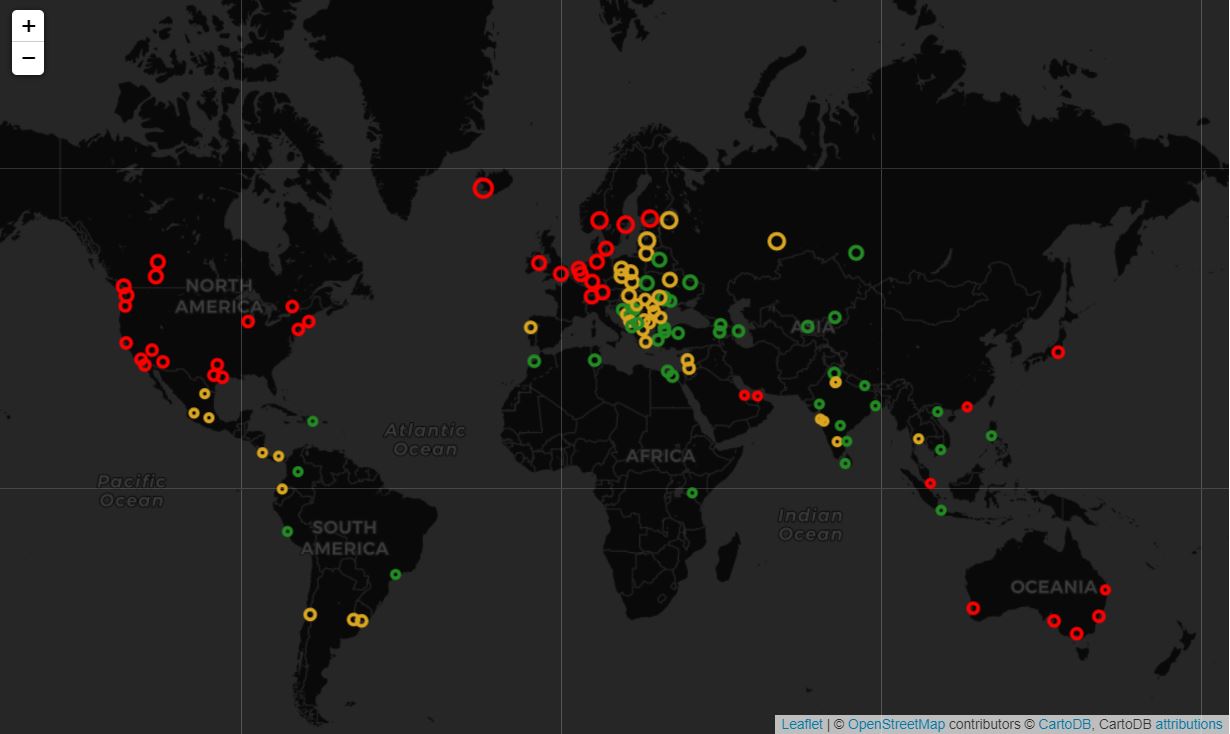 +
−
NORTH
AMERICA
ASIA
Atlantic
Ocean
AFRICA
Pacific
Ocean
SOUTH
AMERICA
Indian
Ocean
OCEANIA
Leaflet | © OpenStreetMap contributors © CartoDB, CartoDB attributions